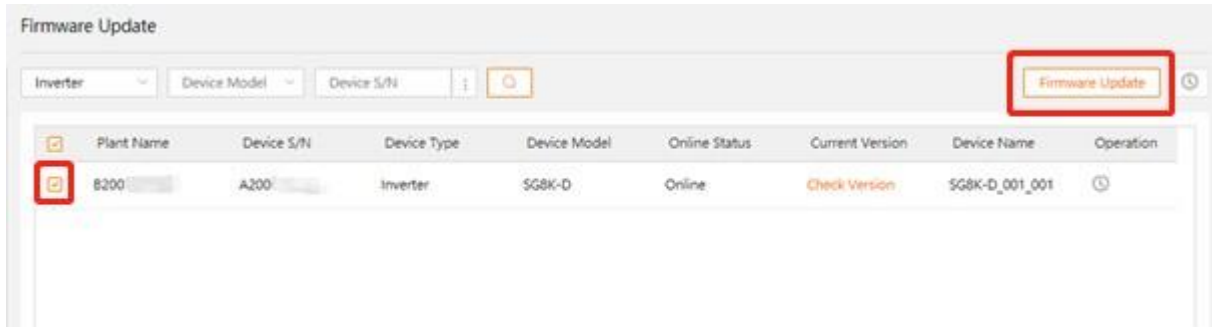 Firmware Update
Inverter Device Model Device S/N Firmware Update
Plant Name Device S/N Device Type Device Model Online Status Current Version Device Name Operation
B200 A200 Inverter SG8K-D Online Check Version SG8K-D_001_001